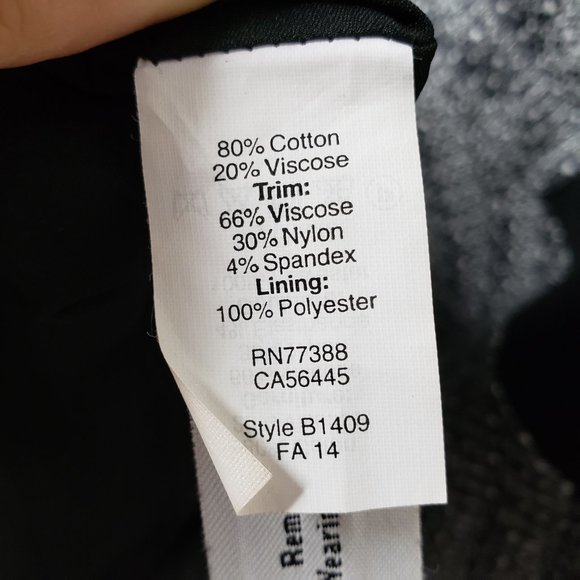 80% Cotton
20% Viscose
Trim:
66% Viscose
30% Nylon
4% Spandex
Lining:
100% Polyester
RN77388
CA56445
Style B1409
FA 14
Rem